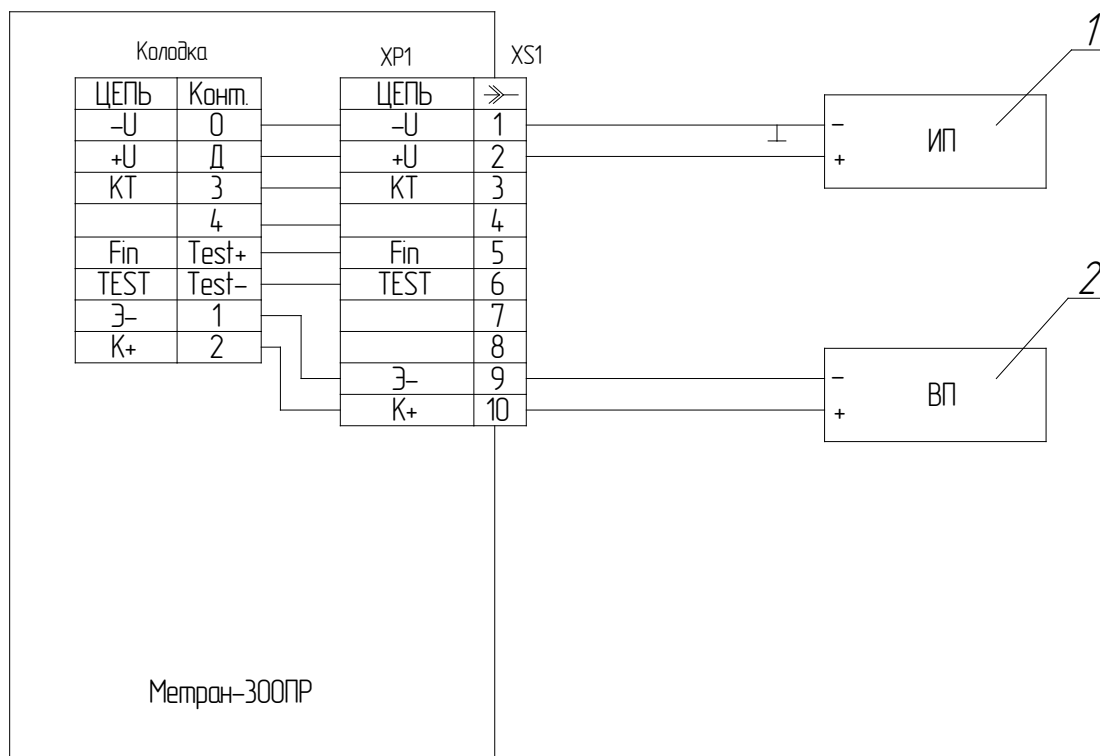 1
Колодка XP1 XS1
ЦЕПЬ Конт. ЦЕПЬ
-U 0 -U 1 - ИП
+U Д +U 2 +
КТ 3 КТ 3
4 4
Fin Test+ Fin 5
TEST Test- TEST 6
2
Э- 1 7
К+ 2 8
Э- 9 - ВП
К+ 10 +
Метран-300ПР